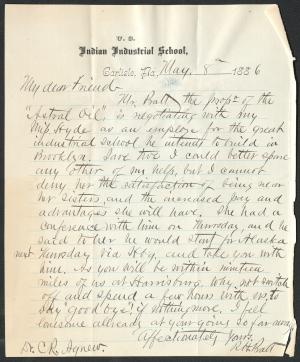 U. S.
Indian Industrial School,
Carlisle, Pa. May, 8" 1886
My dear Friend-
Mr. Pratt, the propr. of the
"Astral Oil", is negotiating with my
Miss Hyde as an employe for the great
industrial school he intends to build in
Brooklyn. Save two I could better spare
any other of my help, but I cannot
deny her the satisfaction of being near
her sisters and the increased pay and
advantages she will have. She had a
conference with him on Thursday, and he
said to her he would start for Alaska
next Thursday via Hbg, and take you with
him. As you will be within nineteen
miles of us at Harrisburg, why not switch
off and spend a few hours with us, to
say Good bye, if nothing more. I feel
lonesome already at your going so far away
Affectionately Yours,
R H Pratt
Dr. C. R. Agnew.